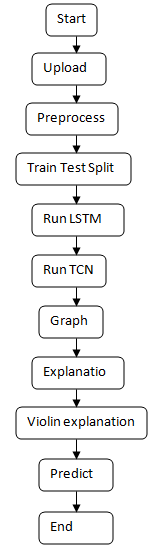 Start
Upload
Preprocess
Train Test Split
Run LSTM
Run TCN
Graph
Explanatio
Violin explanation
Predict
End